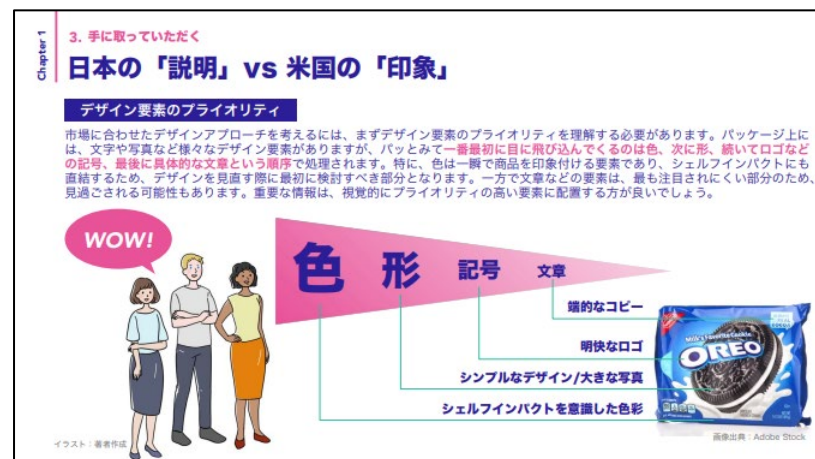 Chapter 1
3. 手に取っていただく
日本の「説明」vs 米国の「印象」
デザイン要素のプライオリティ
市場に合わせたデザインアプローチを考えるには、まずデザイン要素のプライオリティを理解する必要があります。パッケージ上に
は、文字や写真など様々なデザイン要素がありますが、パッとみて一番最初に目に飛び込んでくるのは色、次に形、続いてロゴなど
の記号、最後に具体的な文章という順序で処理されます。特に、色は一瞬で商品を印象付ける要素であり、シェルフインパクトにも
直結するため、デザインを見直す際に最初に検討すべき部分となります。一方で文章などの要素は、最も注目されにくい部分のため、
見過ごされる可能性もあります。重要な情報は、視覚的にプライオリティの高い要素に配置する方が良いでしょう。
WOW!
色 形 記号 文章
端的なコピー
明快なロゴ
シンプルなデザイン/大きな写真
シェルフインパクトを意識した色彩
Milk's Favorite Cookie
OREO
イラスト：著者作成
画像出典：Adobe Stock